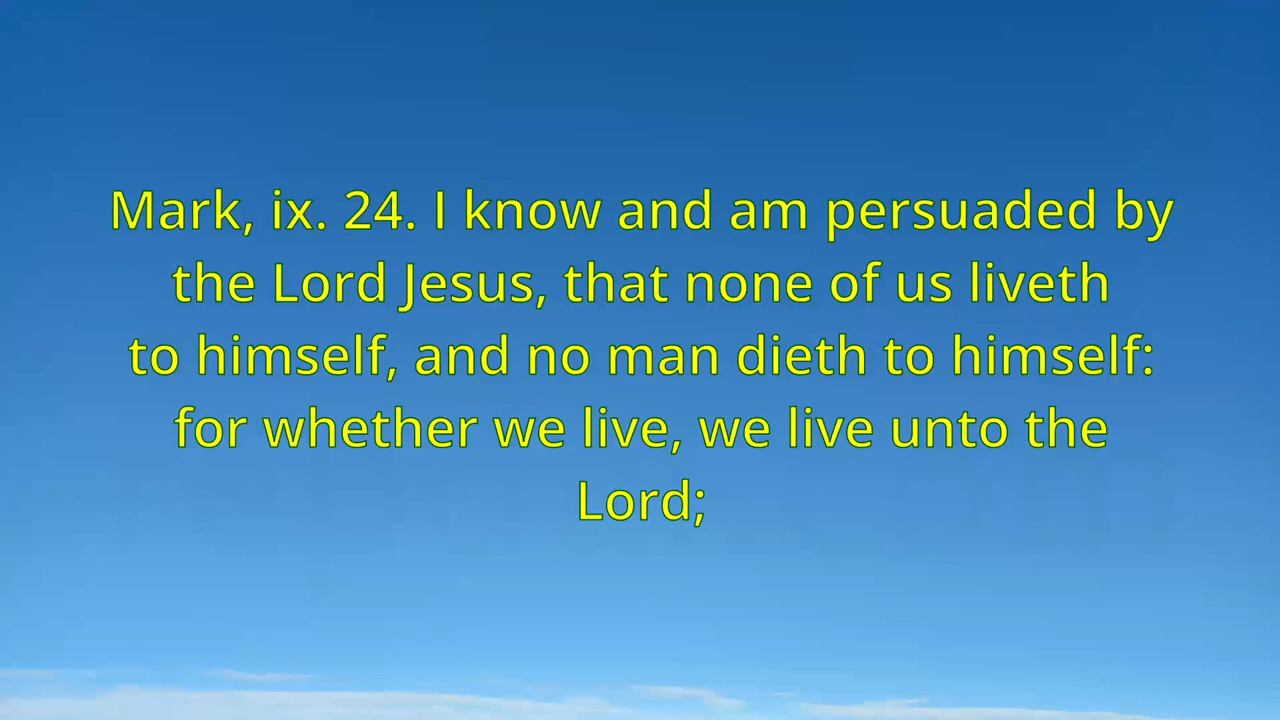 Mark, ix. 24. I know and am persuaded by
the Lord Jesus, that none of us liveth
to himself, and no man dieth to himself:
for whether we live, we live unto the
Lord;